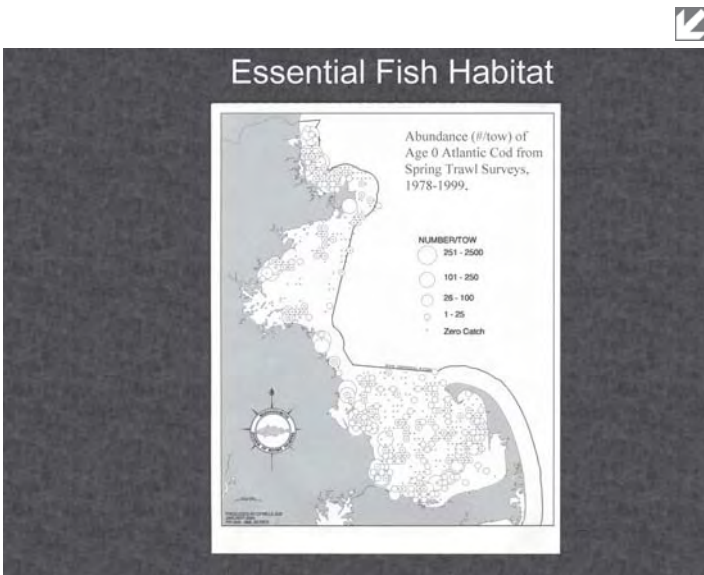 Essential Fish Habitat
Abundance (#/tow) of
Age 0 Atlantic Cod from
Spring Trawl Surveys,
1978-1999.
NUMBER/TOW
251 - 2500
101 - 250
26 - 100
1 - 25
Zero Catch